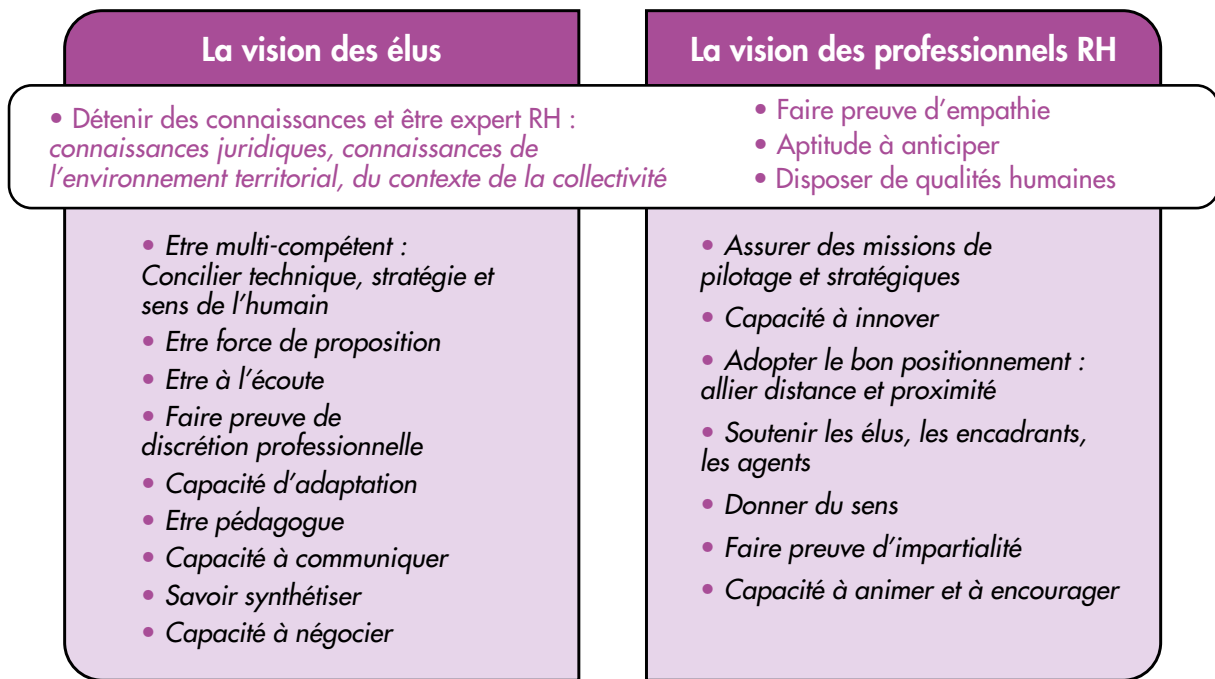 La vision des élus
La vision des professionnels RH
• Détenir des connaissances et être expert RH :
connaissances juridiques, connaissances de
l'environnement territorial, du contexte de la collectivité
• Faire preuve d'empathie
• Aptitude à anticiper
• Disposer de qualités humaines
• Etre multi-compétent :
Concilier technique, stratégie et
sens de l'humain
• Etre force de proposition
• Etre à l'écoute
• Faire preuve de
discrétion professionnelle
• Capacité d'adaptation
• Etre pédagogue
• Capacité à communiquer
• Savoir synthétiser
• Capacité à négocier
• Assurer des missions de
pilotage et stratégiques
• Capacité à innover
• Adopter le bon positionnement :
allier distance et proximité
• Soutenir les élus, les encadrants,
les agents
• Donner du sens
• Faire preuve d'impartialité
• Capacité à animer et à encourager